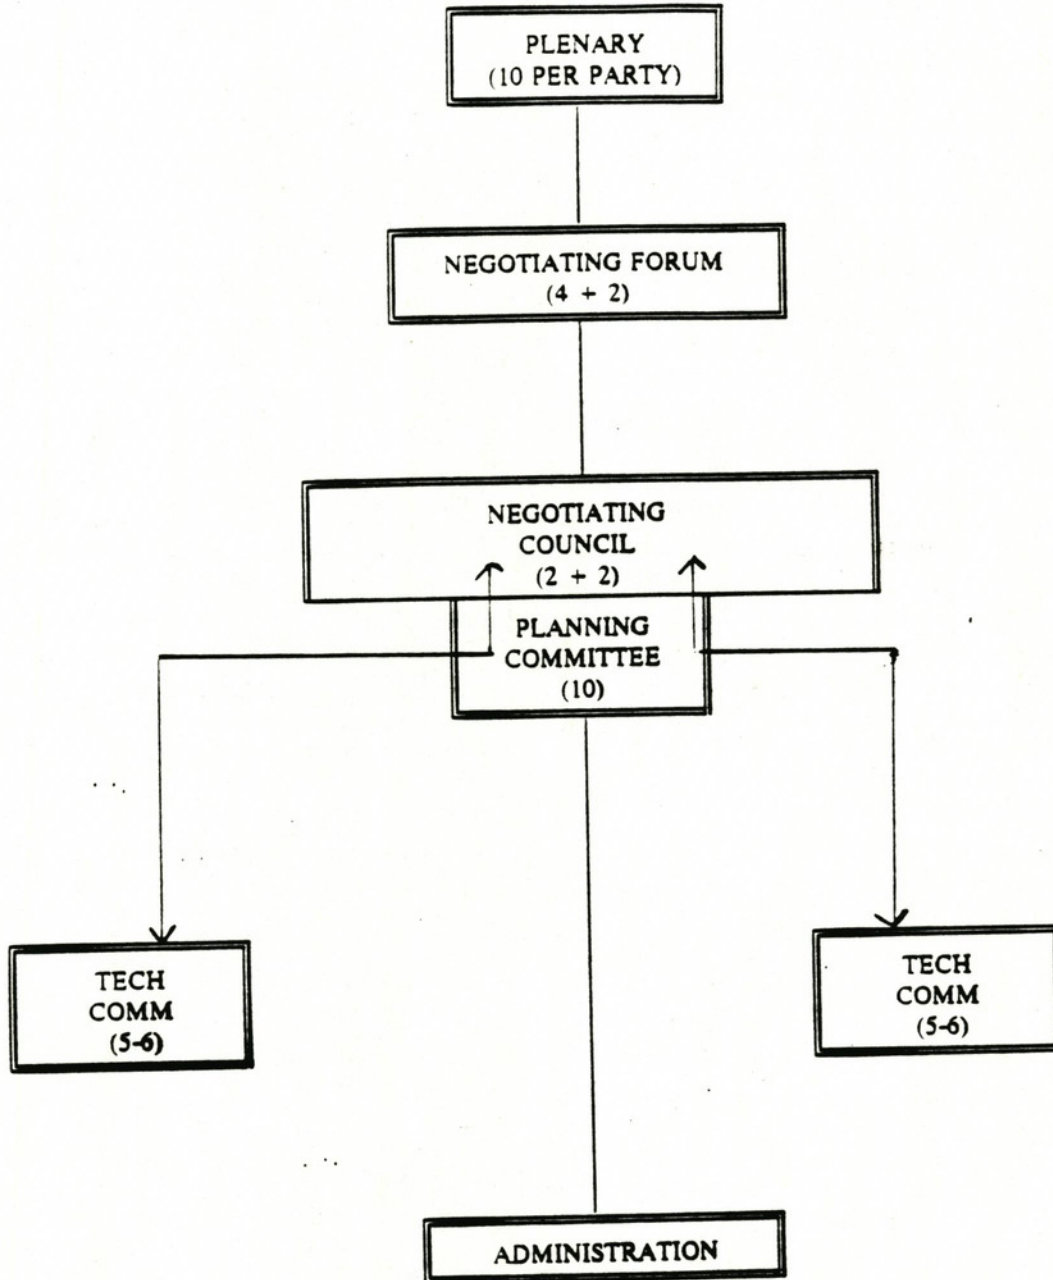 PLENARY
(10 PER PARTY)
NEGOTIATING FORUM
(4 + 2)
NEGOTIATING
COUNCIL
(2 + 2)
PLANNING
COMMITTEE
(10)
TECH
COMM
(5-6)
TECH
COMM
(5-6)
ADMINISTRATION